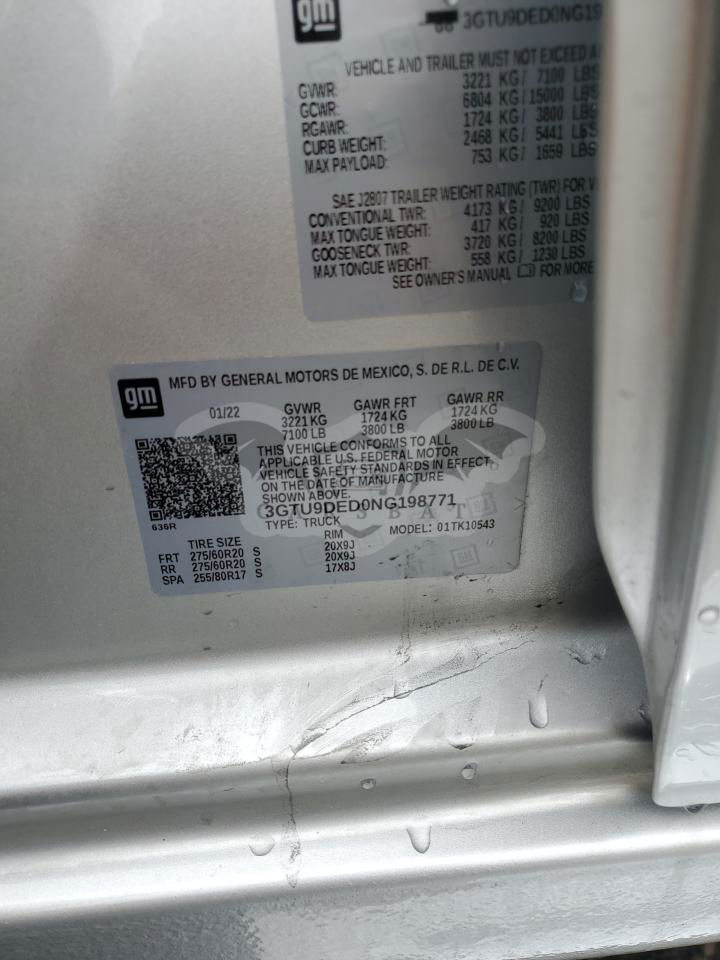 gm
3GTU9DED0NG19
VEHICLE AND TRAILER MUST NOT EXCEED A
GVWR: 3221 KG / 7100 LBS
GCWR: 6804 KG / 15000 LBS
RGAWR: 1724 KG / 3800 LBS
CURB WEIGHT: 2468 KG / 5441 LBS
MAX PAYLOAD: 753 KG / 1659 LBS
SAE J2807 TRAILER WEIGHT RATING (TWR) FOR
CONVENTIONAL TWR: 4173 KG / 9200 LBS
MAX TONGUE WEIGHT: 417 KG / 920 LBS
GOOSENECK TWR: 3720 KG / 8200 LBS
MAX TONGUE WEIGHT: 558 KG / 1230 LBS
SEE OWNER'S MANUAL FOR MORE
gm
MFD BY GENERAL MOTORS DE MEXICO, S. DE R.L. DE C.V.
01/22 GVWR GAWR FRT GAWR RR
3221 KG 1724 KG 1724 KG
7100 LB 3800 LB 3800 LB
THIS VEHICLE CONFORMS TO ALL
APPLICABLE U.S. FEDERAL MOTOR
VEHICLE SAFETY STANDARDS IN EFFECT
ON THE DATE OF MANUFACTURE
SHOWN ABOVE.
3GTU9DED0NG198771
636R TYPE: TRUCK MODEL: 01TK10543
TIRE SIZE RIM
FRT 275/60R20 S 20X9J
RR 275/60R20 S 20X9J
SPA 255/80R17 S 17X8J